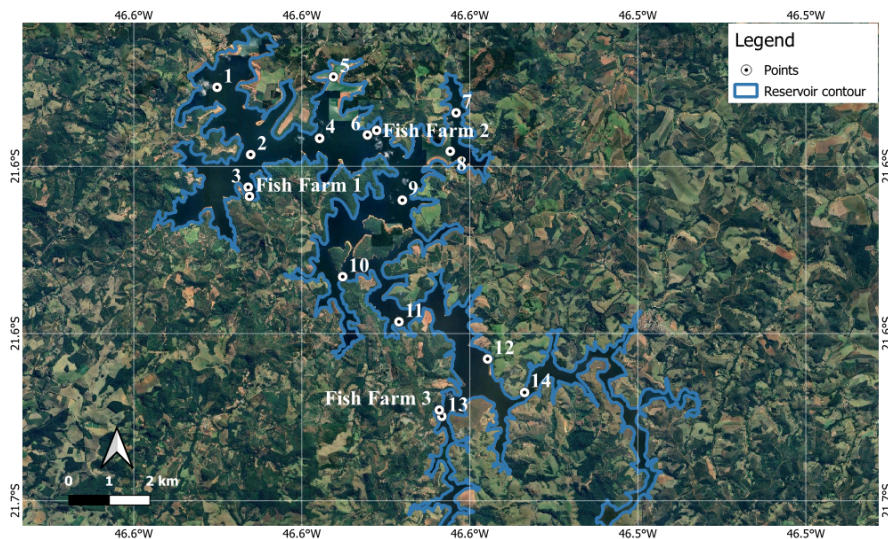 46.6°W 46.6°W 46.5°W 46.5°W 46.5°W
Legend
Points
Reservoir contour
1
5
7
4
6 Fish Farm 2
2
8
21.6°S
21.6°S
3 Fish Farm 1
9
10
11
21.6°S
21.6°S
12
14
Fish Farm 3 13
0 1 2 km
21.7°S
21.7°S
46.6°W 46.6°W 46.5°W 46.5°W 46.5°W